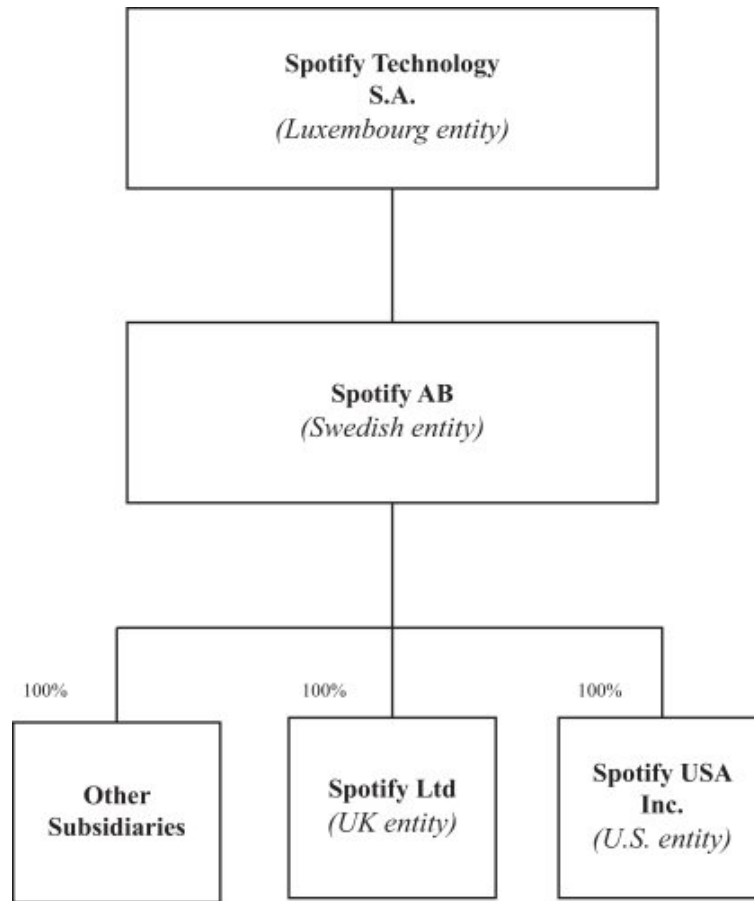 Spotify Technology
S.A.
(Luxembourg entity)
Spotify AB
(Swedish entity)
100%
100%
100%
Other
Subsidiaries
Spotify Ltd
(UK entity)
Spotify USA
Inc.
(U.S. entity)